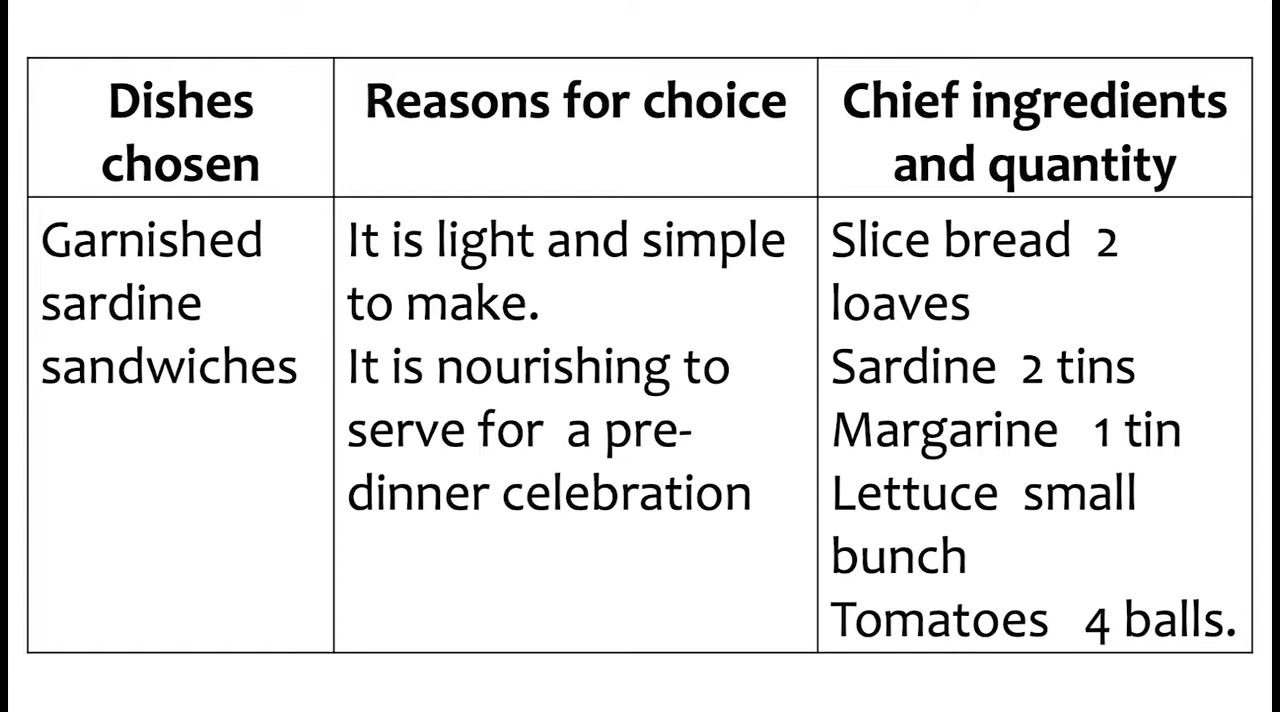 Dishes
chosen
Reasons for choice
Chief ingredients
and quantity
Garnished
sardine
sandwiches
It is light and simple
to make.
It is nourishing to
serve for a pre-
dinner celebration
Slice bread 2
loaves
Sardine 2 tins
Margarine 1 tin
Lettuce small
bunch
Tomatoes 4 balls.